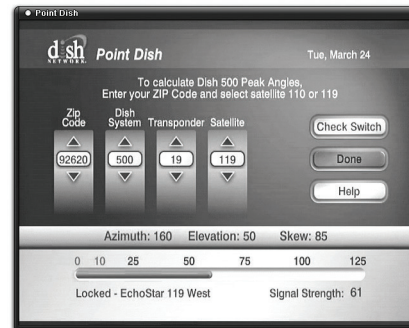 Point Dish
dish
NETWORK.
Point Dish
Tue, March 24
To calculate Dish 500 Peak Angles,
Enter your ZIP Code and select satellite 110 or 119
Zip Code
Dish System
Transponder
Satellite
92620
500
19
119
Check Switch
Done
Help
Azimuth: 160 Elevation: 50 Skew: 85
0 10 25 50 75 100 125
Locked - EchoStar 119 West
Signal Strength: 61